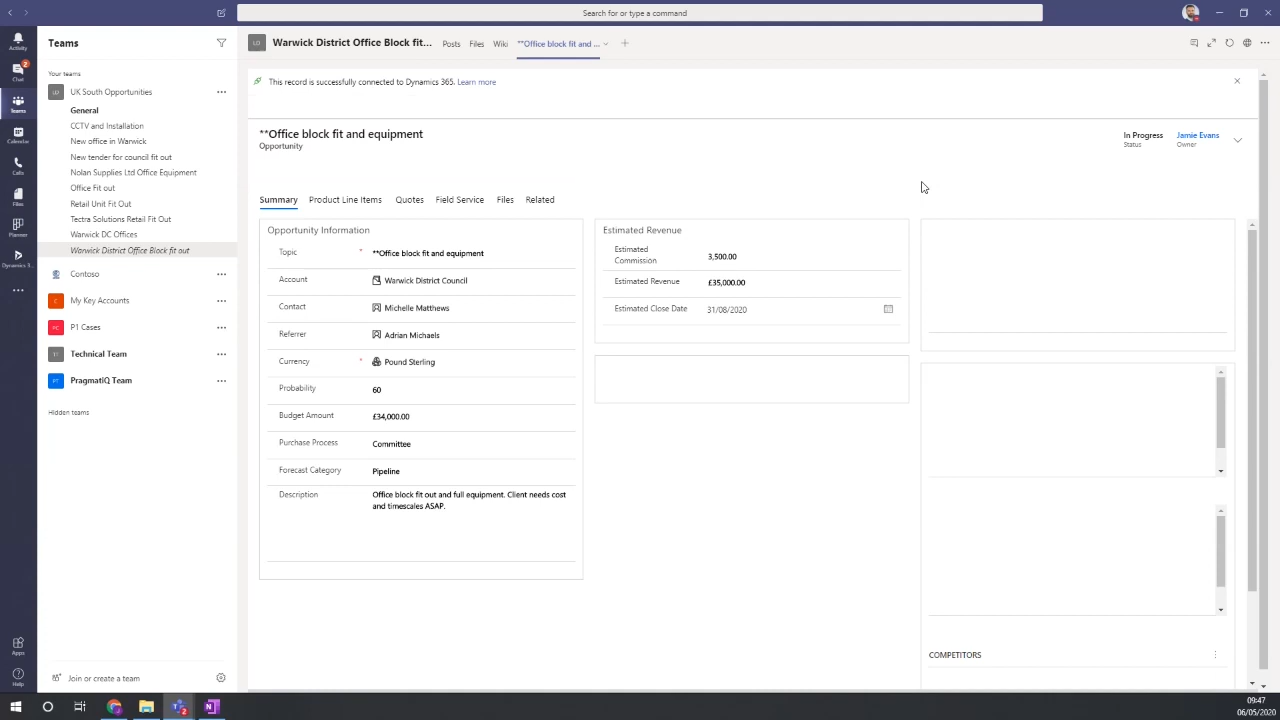 Search for or type a command
Activity
Chat
2
Teams
Calendar
Calls
Files
Planner
Dynamics 3...
Apps
Help
Teams
Your teams
UK South Opportunities
General
CCTV and Installation
New office in Warwick
New tender for council fit out
Nolan Supplies Ltd Office Equipment
Office Fit out
Retail Unit Fit Out
Tectra Solutions Retail Fit Out
Warwick DC Offices
Warwick District Office Block fit out
Contoso
My Key Accounts
P1 Cases
Technical Team
PragmatIQ Team
Hidden teams
Join or create a team
Warwick District Office Block fit... Posts Files Wiki **Office block fit and ...
This record is successfully connected to Dynamics 365. Learn more
**Office block fit and equipment
Opportunity
In Progress
Status
Jamie Evans
Owner
Summary Product Line Items Quotes Field Service Files Related
Opportunity Information
Topic * **Office block fit and equipment
Account Warwick District Council
Contact Michelle Matthews
Referrer Adrian Michaels
Currency * Pound Sterling
Probability 60
Budget Amount £34,000.00
Purchase Process Committee
Forecast Category Pipeline
Description Office block fit out and full equipment. Client needs cost
and timescales ASAP.
Estimated Revenue
Estimated
Commission 3,500.00
Estimated Revenue £35,000.00
Estimated Close Date 31/08/2020
COMPETITORS
09:47
06/05/2020